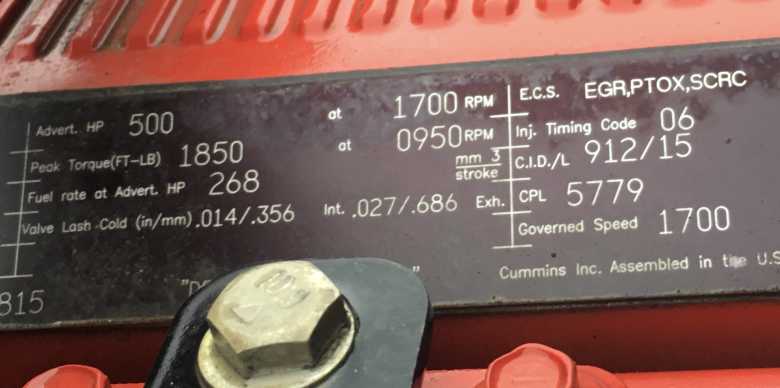 Advert. HP 500 at 1700 RPM
Peak Torque(FT-LB) 1850 at 0950 RPM
Fuel rate at Advert. HP 268 mm 3 stroke
Valve Lash Cold (in/mm) .014/.356 Int. .027/.686 Exh.
E.C.S. EGR,PTOX,SCRC
Inj. Timing Code 06
C.I.D./L 912/15
CPL 5779
Governed Speed 1700
Cummins Inc. Assembled in the U.S
815